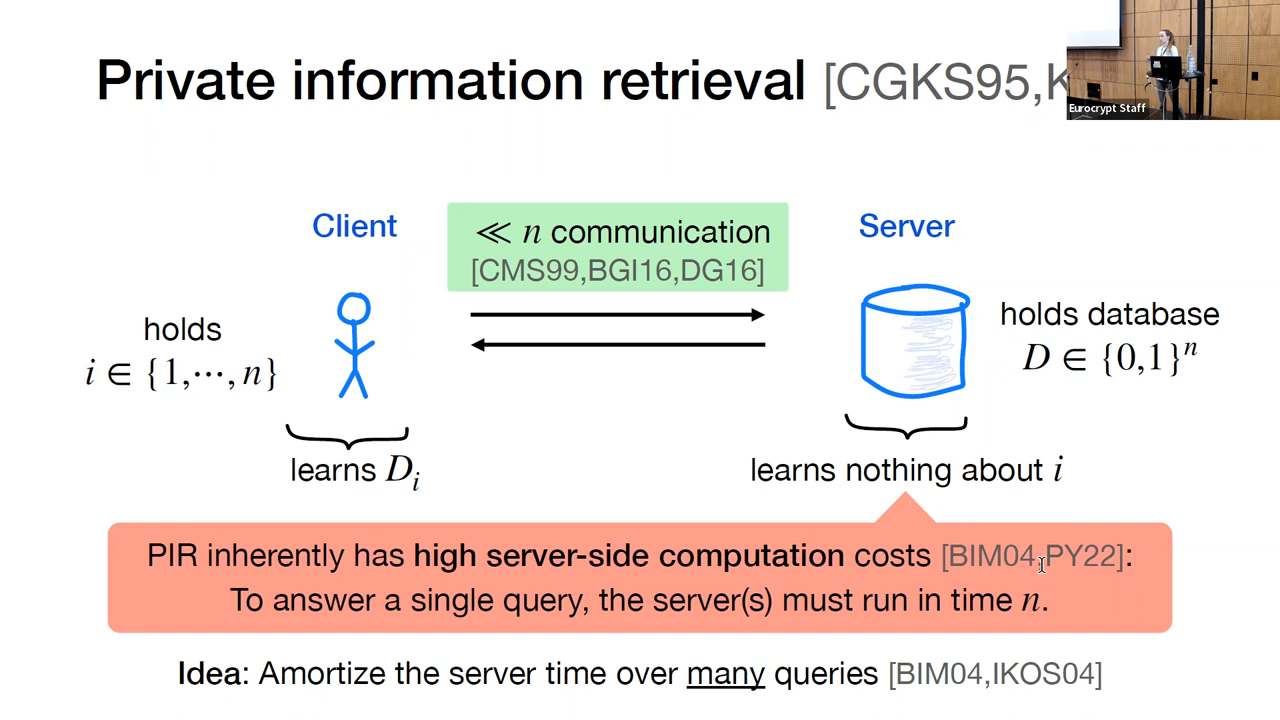 Private information retrieval [CGKS95,K
Eurocrypt Staff
Client
≪ n communication
[CMS99,BGI16,DG16]
Server
holds
i ∈ {1,⋯, n}
holds database
D ∈ {0,1}ⁿ
learns Dᵢ
learns nothing about i
PIR inherently has high server-side computation costs [BIM04,PY22]:
To answer a single query, the server(s) must run in time n.
Idea: Amortize the server time over many queries [BIM04,IKOS04]